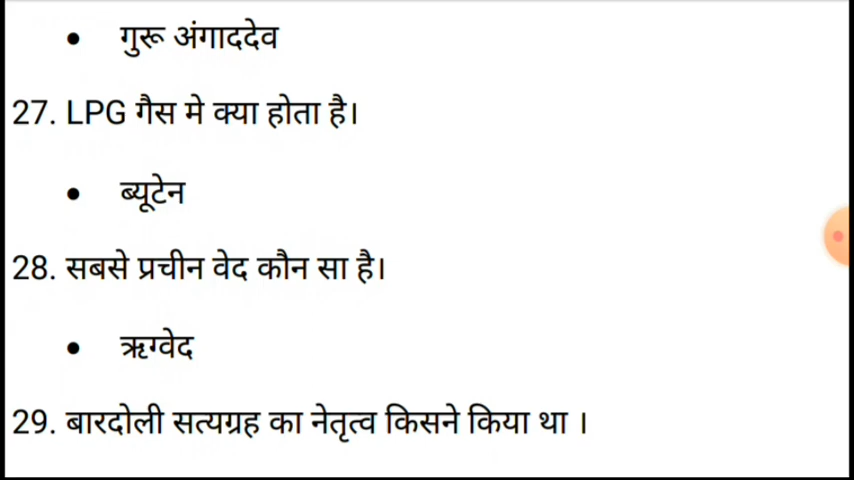 • गुरू अंगाददेव
27. LPG गैस मे क्या होता है।
• ब्यूटेन
28. सबसे प्रचीन वेद कौन सा है।
• ऋग्वेद
29. बारदोली सत्यग्रह का नेतृत्व किसने किया था ।